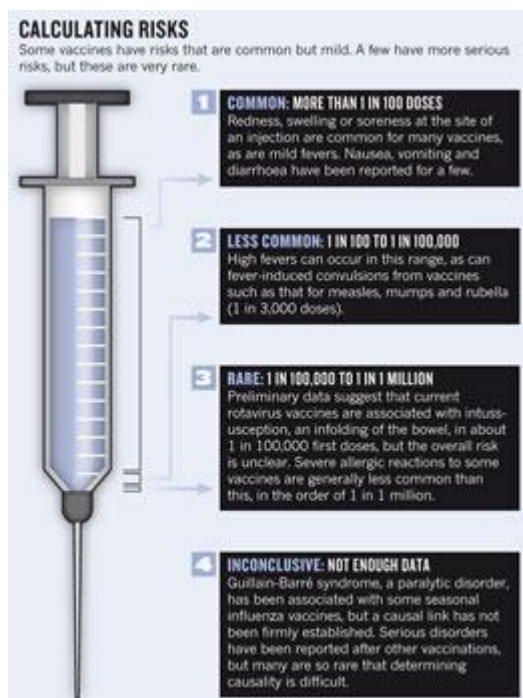 CALCULATING RISKS
Some vaccines have risks that are common but mild. A few have more serious
risks, but these are very rare.
1 COMMON: MORE THAN 1 IN 100 DOSES
Redness, swelling or soreness at the site of
an injection are common for many vaccines,
as are mild fevers. Nausea, vomiting and
diarrhoea have been reported for a few.
2 LESS COMMON: 1 IN 100 TO 1 IN 100,000
High fevers can occur in this range, as can
fever-induced convulsions from vaccines
such as that for measles, mumps and rubella
(1 in 3,000 doses).
3 RARE: 1 IN 100,000 TO 1 IN 1 MILLION
Preliminary data suggest that current
rotavirus vaccines are associated with intuss-
usception, an infolding of the bowel, in about
1 in 100,000 first doses, but the overall risk
is unclear. Severe allergic reactions to some
vaccines are generally less common than
this, in the order of 1 in 1 million.
4 INCONCLUSIVE: NOT ENOUGH DATA
Guillain-Barré syndrome, a paralytic disorder,
has been associated with some seasonal
influenza vaccines, but a causal link has not
been firmly established. Serious disorders
have been reported after other vaccinations,
but many are so rare that determining
causality is difficult.